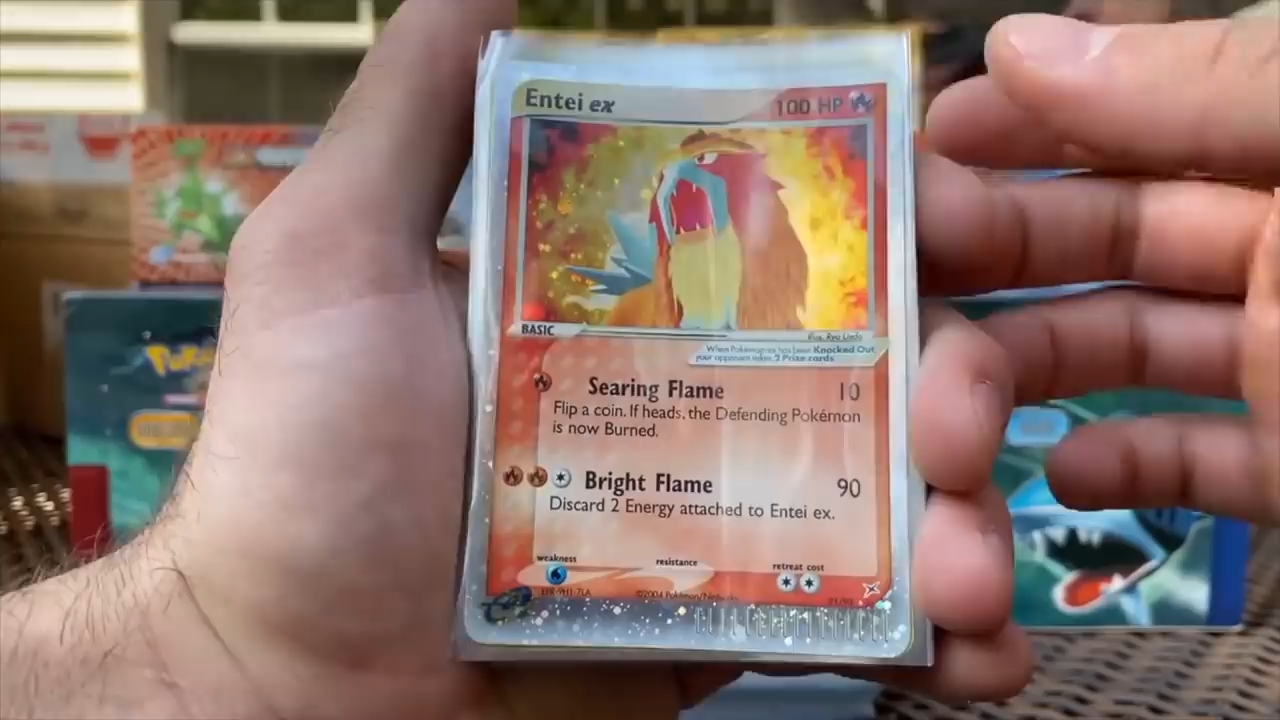 Entei ex 100 HP
BASIC
Illus. Ryo Ueda
When Pokémon-ex has been Knocked Out
your opponent takes 2 Prize cards.
Searing Flame 10
Flip a coin. If heads, the Defending Pokémon
is now Burned.
Bright Flame 90
Discard 2 Energy attached to Entei ex.
weakness resistance retreat cost
©2004 Pokémon/Nintendo